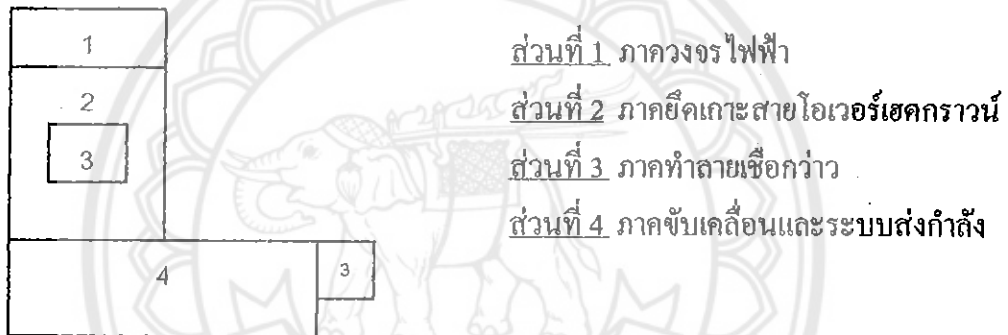 1
2
3
4
3
ส่วนที่ 1 ภาควงจรไฟฟ้า
ส่วนที่ 2 ภาคยึดเกาะสายโอเวอร์เฮดกราวน์
ส่วนที่ 3 ภาคทำลายเชือกว่าว
ส่วนที่ 4 ภาคขับเคลื่อนและระบบส่งกำลัง